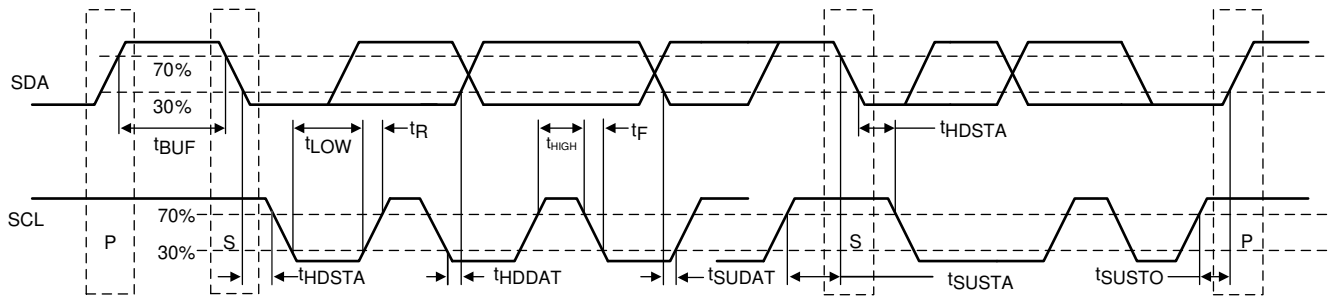 SDA
70%
30%
tBUF
tLOW
tR
tHIGH
tF
tHDSTA
SCL
70%
30%
P
S
S
P
tHDSTA
tHDDAT
tSUDAT
tSUSTA
tSUSTO